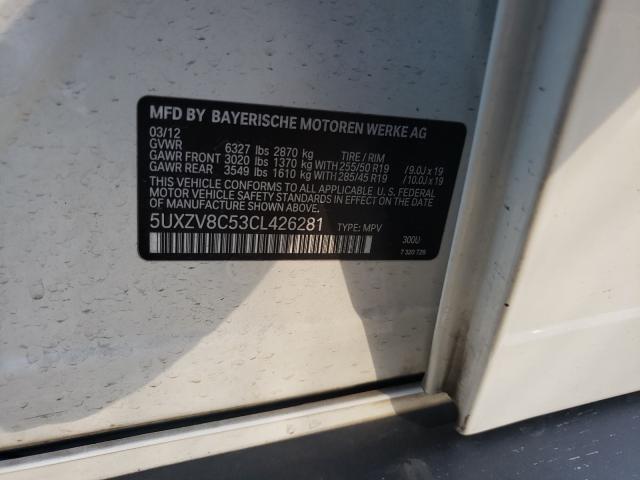 MFD BY BAYERISCHE MOTOREN WERKE AG
03/12
GVWR 6327 lbs 2870 kg TIRE / RIM
GAWR FRONT 3020 lbs 1370 kg WITH 255/50 R19 /9.0J x 19
GAWR REAR 3549 lbs 1610 kg WITH 285/45 R19 /10.0J x 19
THIS VEHICLE CONFORMS TO ALL APPLICABLE U.S. FEDERAL
MOTOR VEHICLE SAFETY STANDARDS IN EFFECT ON THE DATE
OF MANUFACTURE SHOWN ABOVE.
5UXZV8C53CL426281 TYPE: MPV
300U
7 320 725